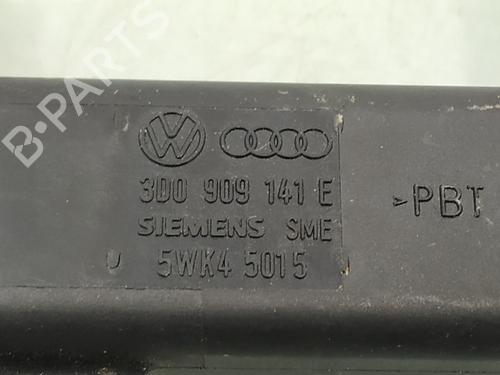 B-PARTS
3D0 909 141 E
SIEMENS SME
5WK4 5015
>PBT